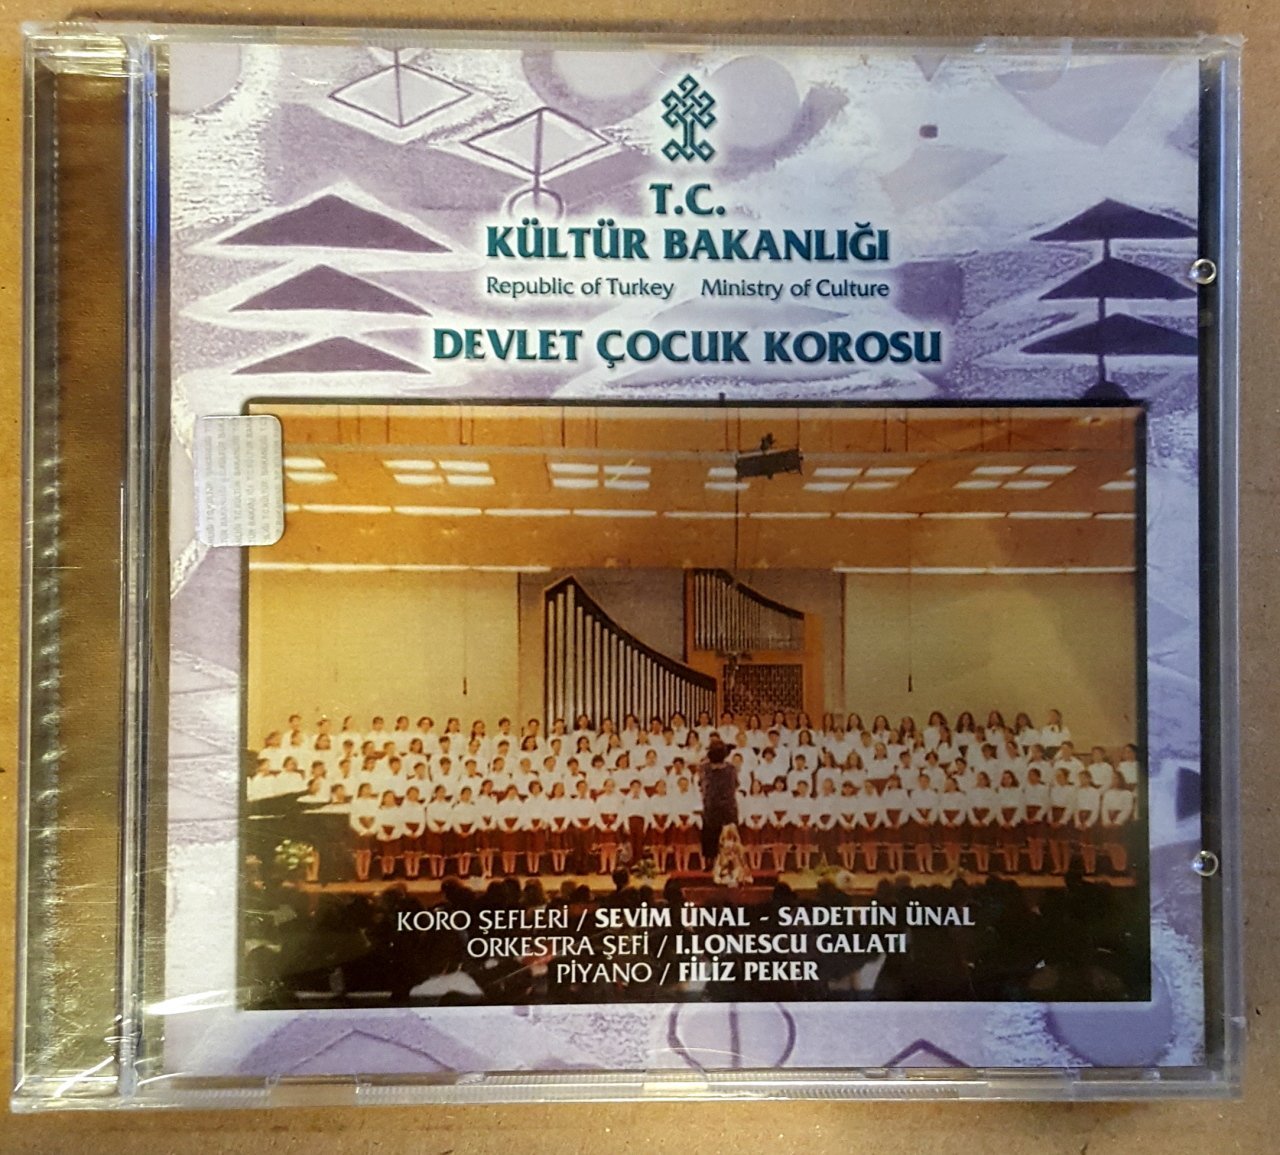 T.C.
KÜLTÜR BAKANLIĞI
Republic of Turkey Ministry of Culture
DEVLET ÇOCUK KOROSU
KORO ŞEFLERİ / SEVİM ÜNAL - SADETTİN ÜNAL
ORKESTRA ŞEFİ / I.LONESCU GALATI
PİYANO / FİLİZ PEKER